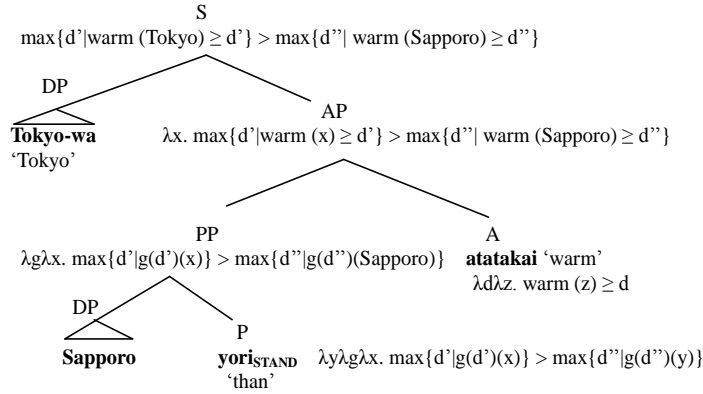 S
max{d’|warm (Tokyo) ≥ d’} > max{d’’| warm (Sapporo) ≥ d’’}
DP
AP
Tokyo-wa λx. max{d’|warm (x) ≥ d’} > max{d’’| warm (Sapporo) ≥ d’’}
‘Tokyo’
PP A
λgλx. max{d’|g(d’)(x)} > max{d’’|g(d’’)(Sapporo)} atatakai ‘warm’
λdλz. warm (z) ≥ d
DP
P
Sapporo yoriSTAND λyλgλx. max{d’|g(d’)(x)} > max{d’’|g(d’’)(y)}
‘than’